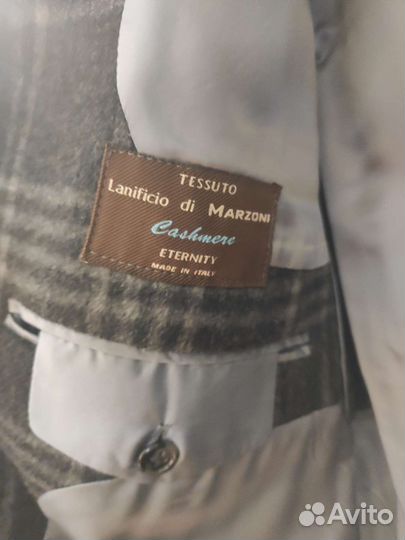 TESSUTO
Lanificio di MARZONI
Cashmere
ETERNITY
MADE IN ITALY
Avito